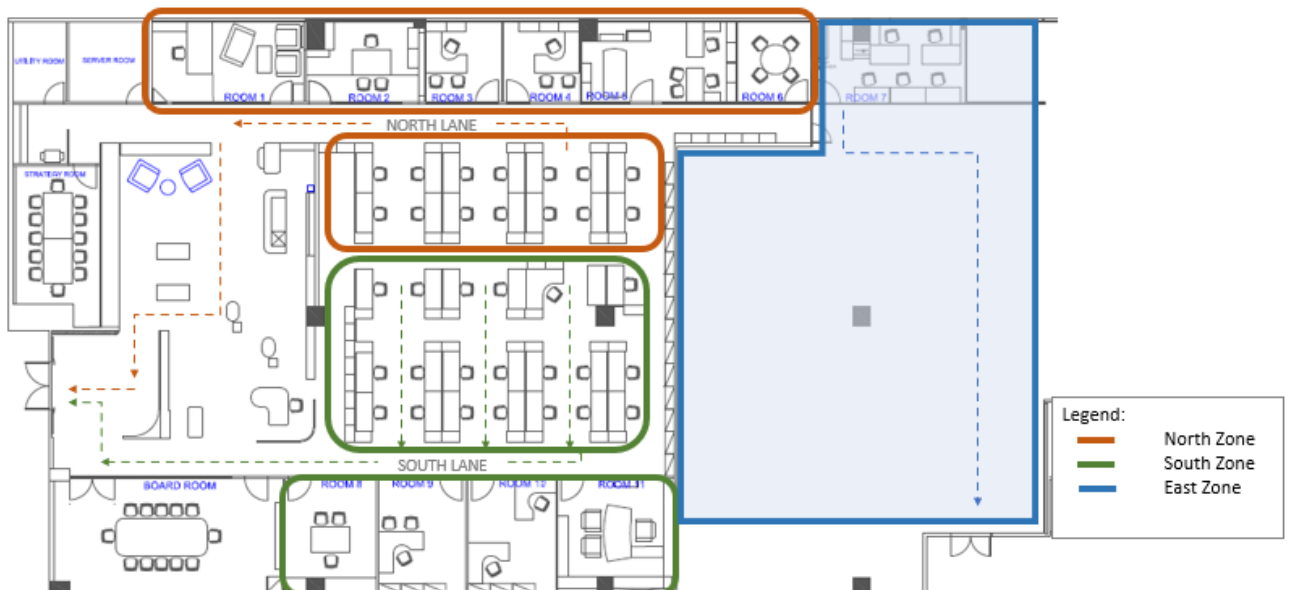 UTILITY ROOM
SERVER ROOM
ROOM 1
ROOM 2
ROOM 3
ROOM 4
ROOM 5
ROOM 6
ROOM 7
NORTH LANE
STRATEGY ROOM
SOUTH LANE
BOARD ROOM
ROOM 8
ROOM 9
ROOM 10
ROOM 11
Legend:
North Zone
South Zone
East Zone